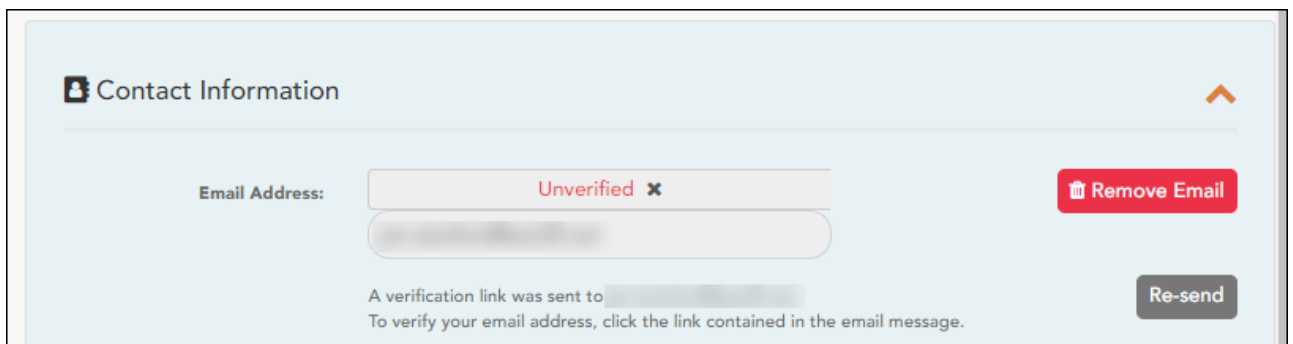 Contact Information
Email Address:
Unverified ✖
Remove Email
A verification link was sent to
Re-send
To verify your email address, click the link contained in the email message.